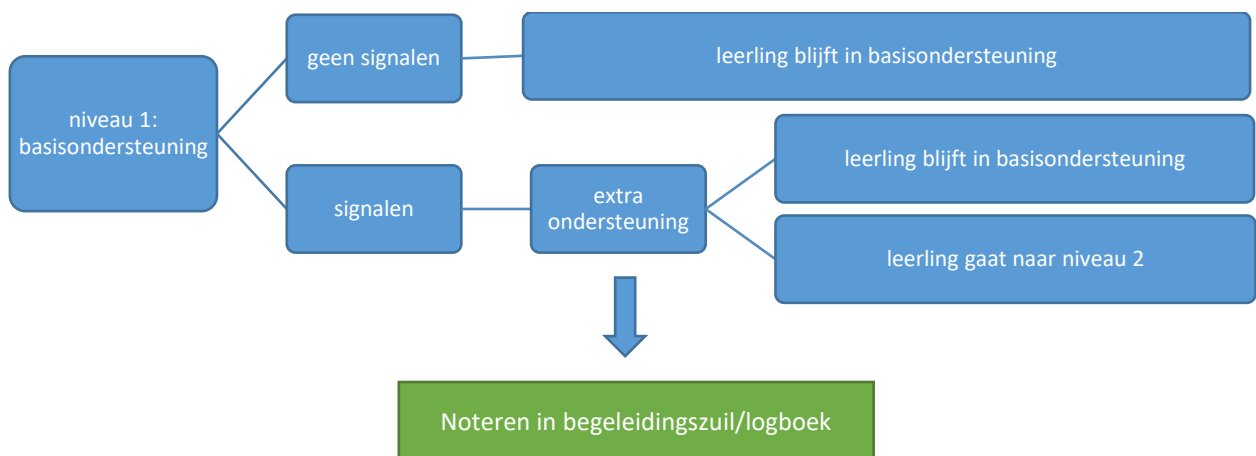 geen signalen
leerling blijft in basisondersteuning
niveau 1:
basisondersteuning
signalen
extra
ondersteuning
leerling blijft in basisondersteuning
leerling gaat naar niveau 2
Noteren in begeleidingszuil/logboek